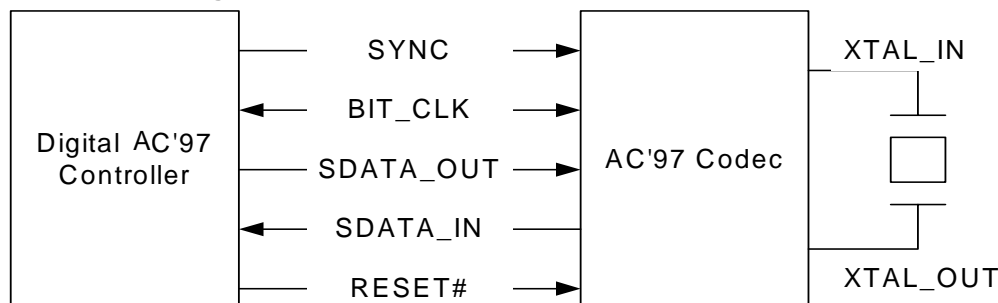 SYNC
XTAL_IN
BIT_CLK
Digital AC'97
Controller
AC'97 Codec
SDATA_OUT
SDATA_IN
RESET#
XTAL_OUT